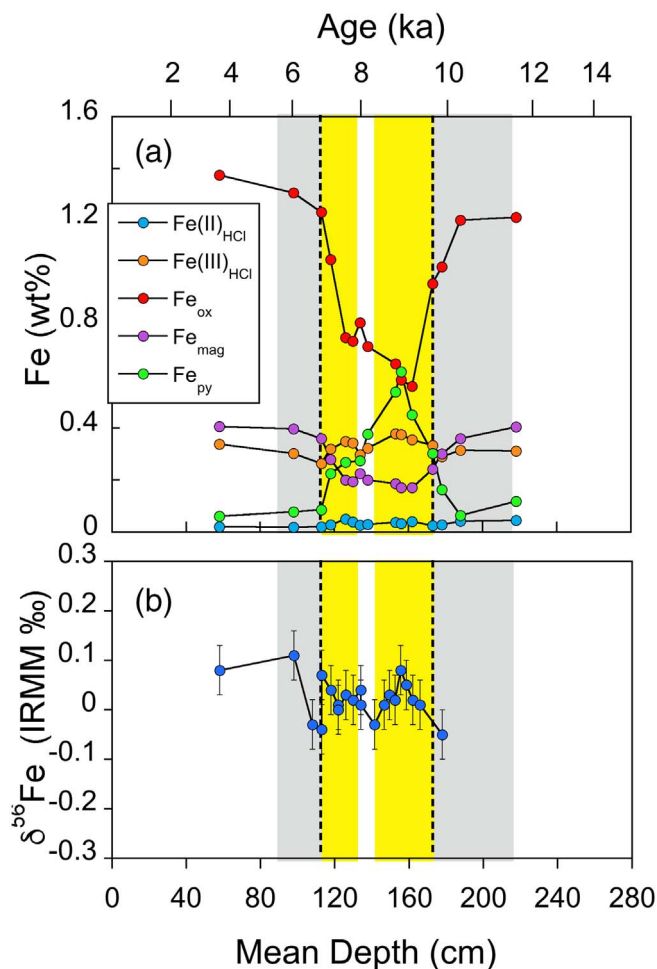 Age (ka)
2 4 6 8 10 12 14
(a)
1.6
1.2
0.8
0.4
0
Fe (wt%)
Fe(II)HCl
Fe(III)HCl
Feox
Femag
Fepy
(b)
0.3
0.2
0.1
0
-0.1
-0.2
-0.3
δ56Fe (IRMM ‰)
0 40 80 120 160 200 240 280
Mean Depth (cm)